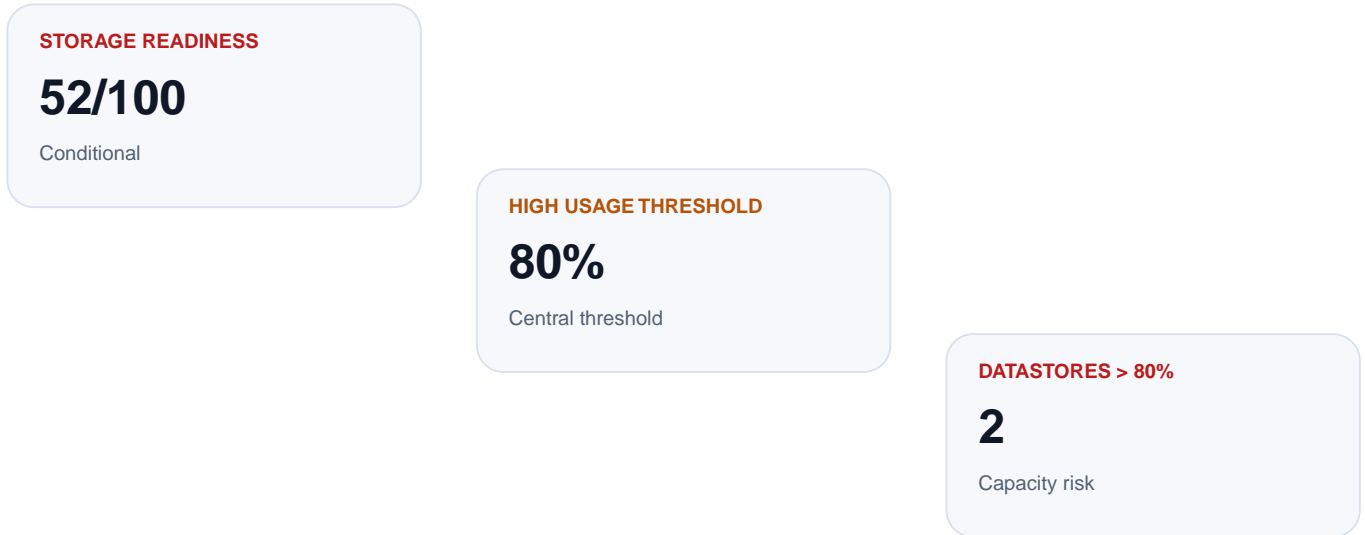 STORAGE READINESS
52/100
Conditional
HIGH USAGE THRESHOLD
80%
Central threshold
DATASTORES > 80%
2
Capacity risk